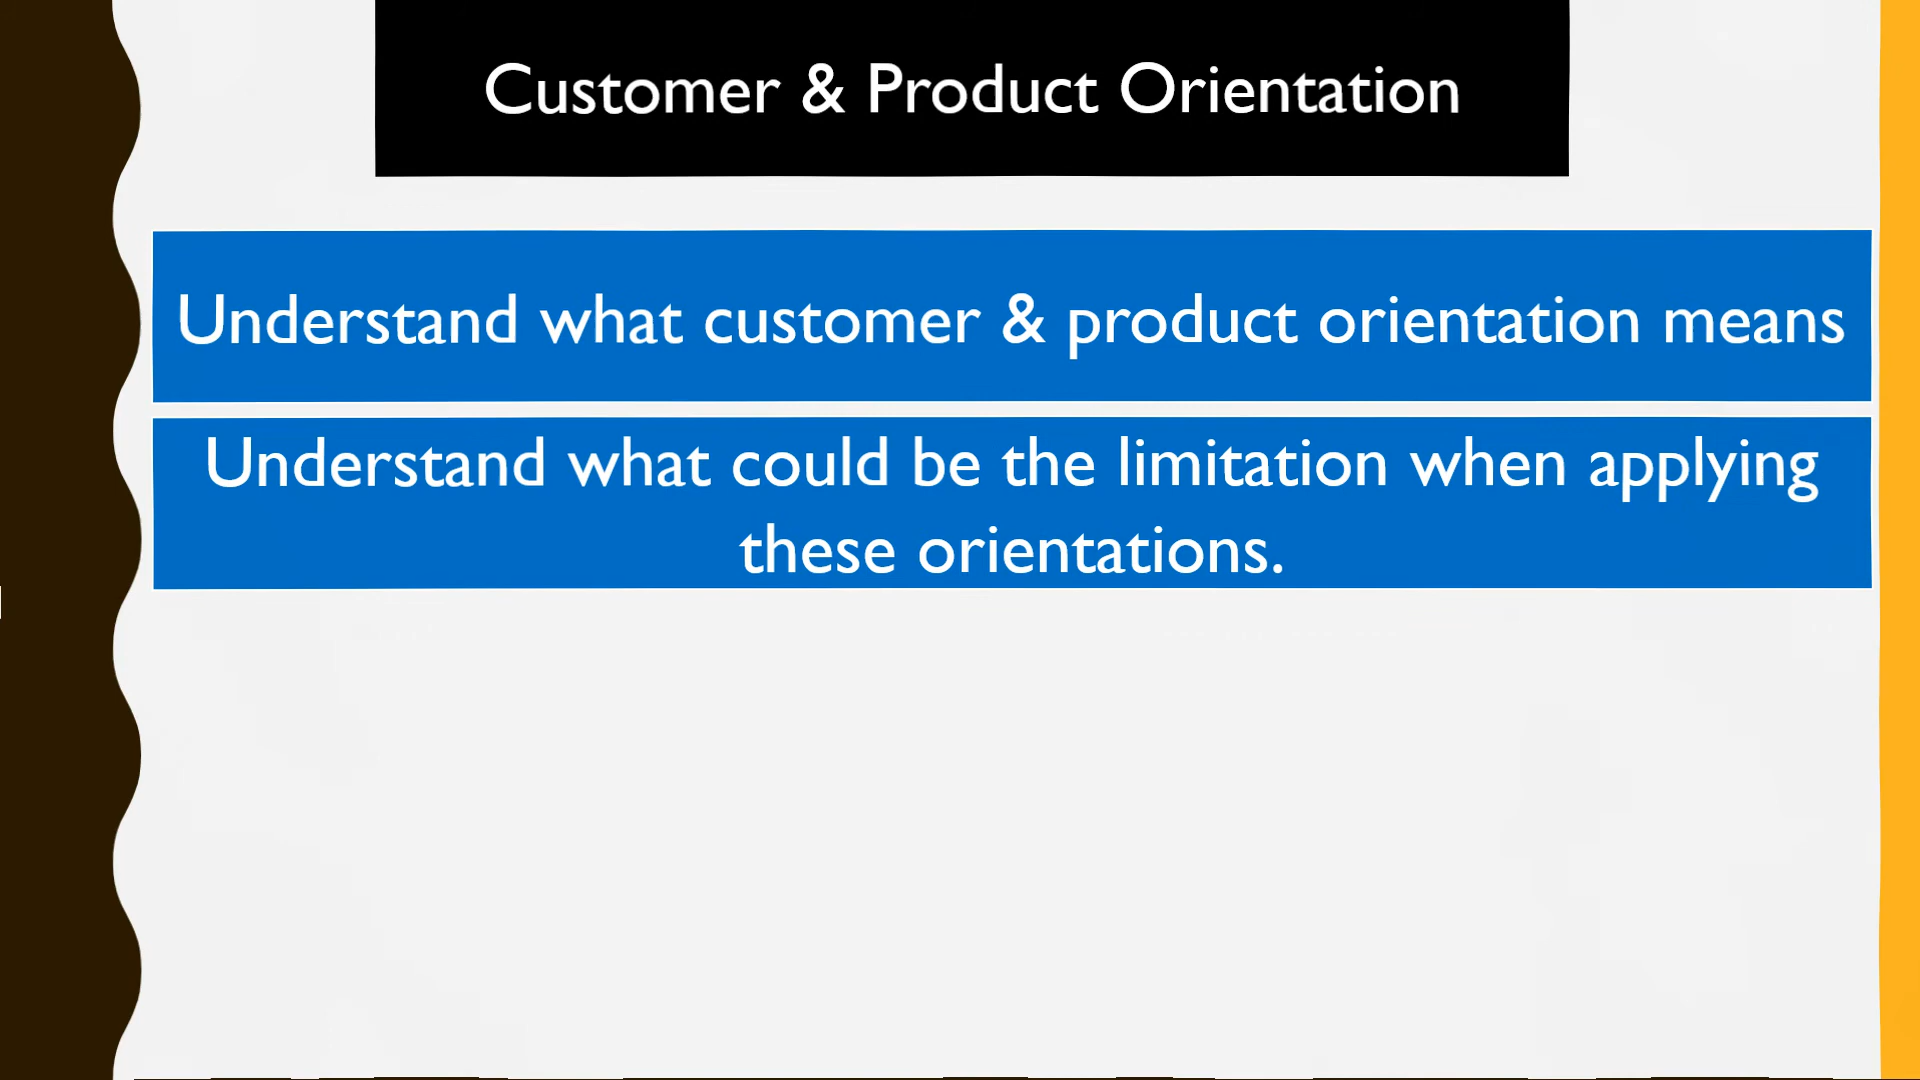 Customer & Product Orientation
Understand what customer & product orientation means
Understand what could be the limitation when applying
these orientations.